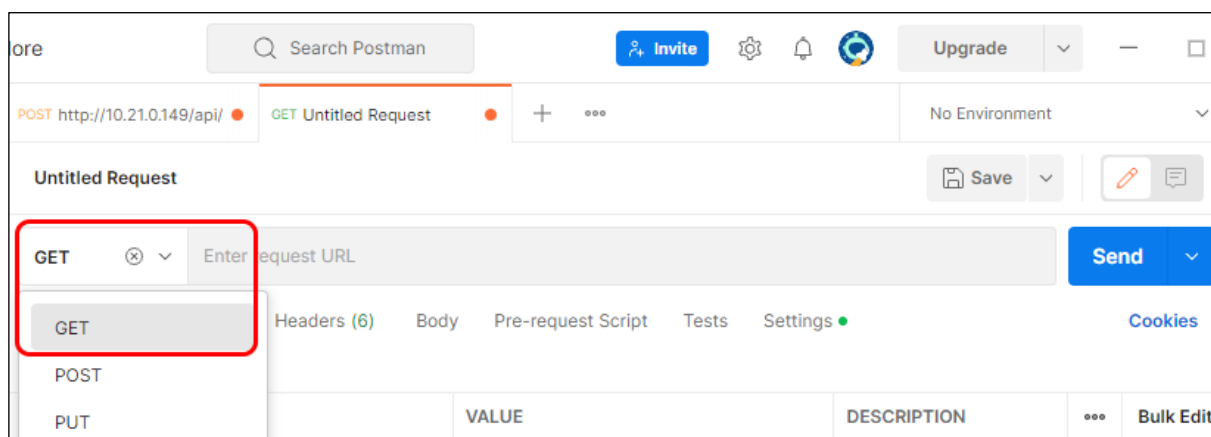 lore Search Postman Invite Upgrade
POST http://10.21.0.149/api/ GET Untitled Request No Environment
Untitled Request Save
GET Enter request URL Send
GET Headers (6) Body Pre-request Script Tests Settings Cookies
POST
PUT VALUE DESCRIPTION Bulk Edit